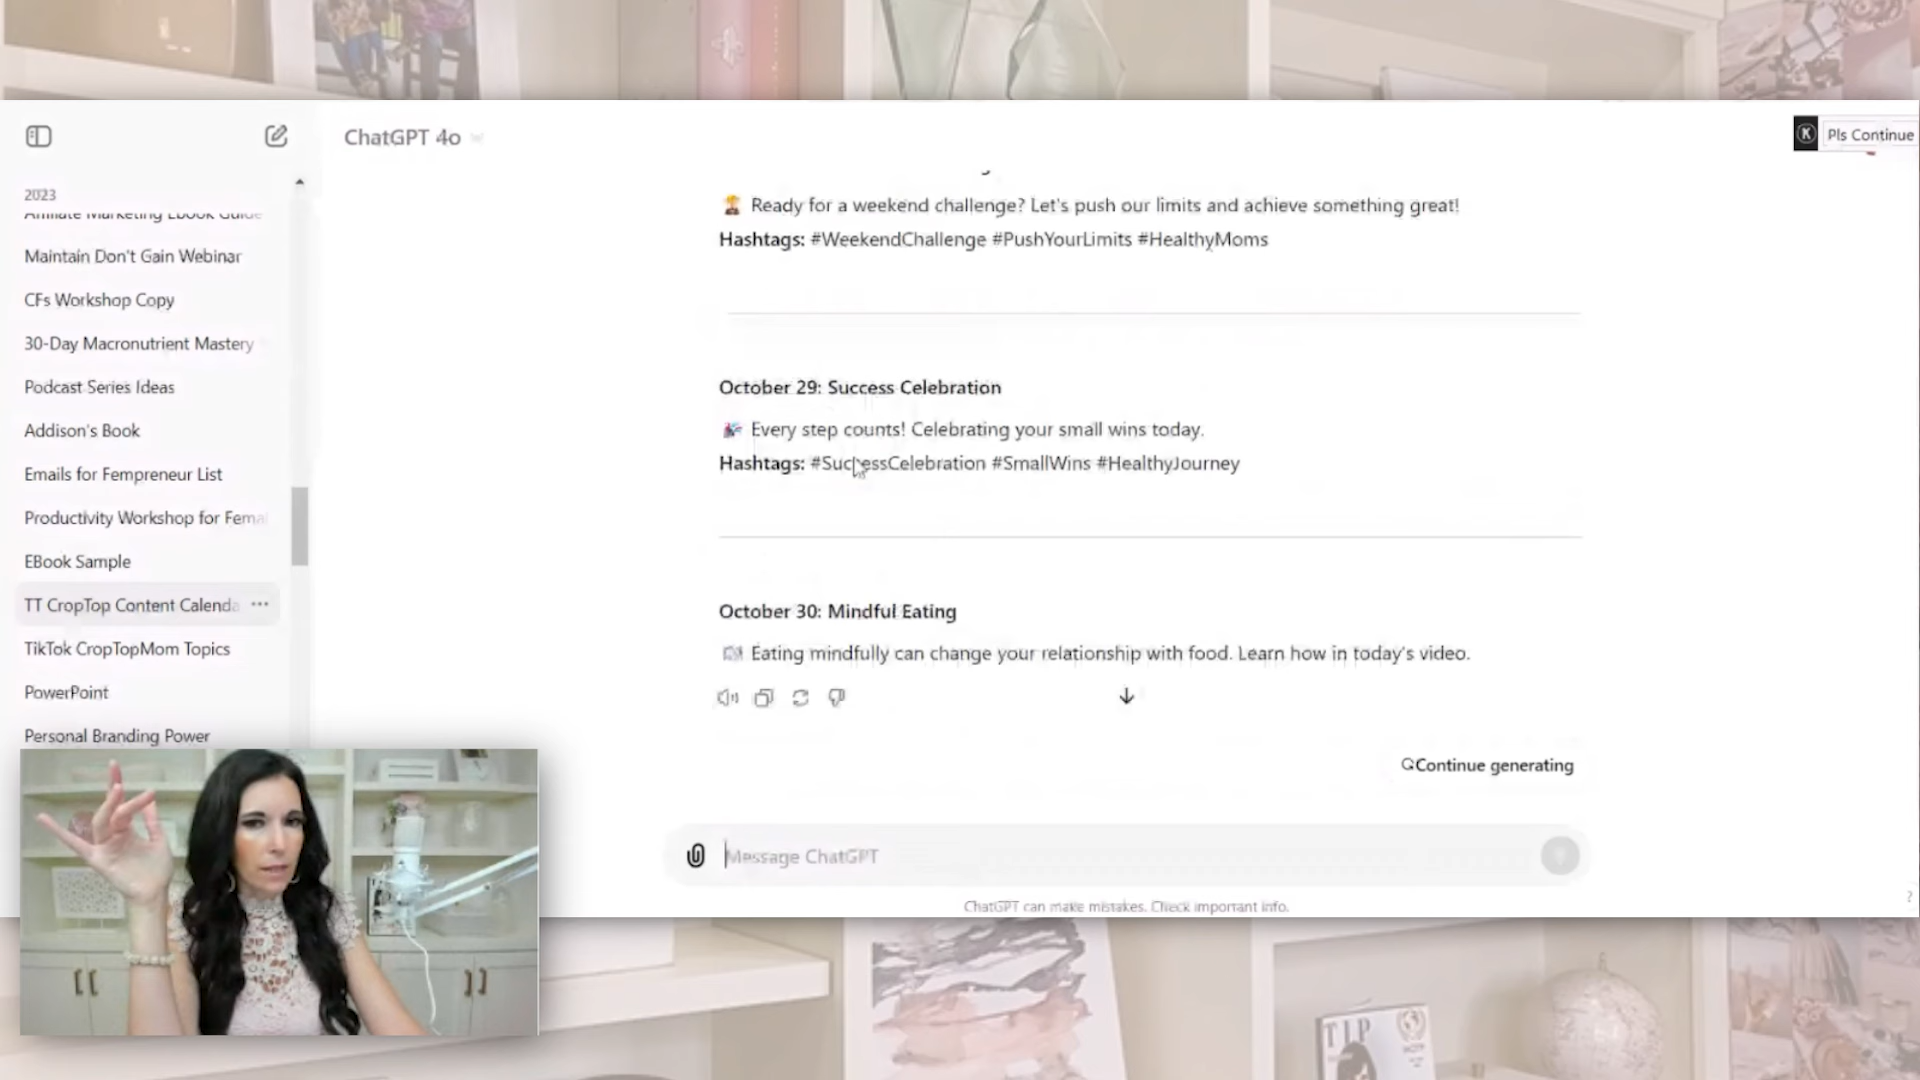 ChatGPT 4o
Pls Continue
2023
Affiliate Marketing Ebook Guide
Maintain Don't Gain Webinar
CFs Workshop Copy
30-Day Macronutrient Mastery
Podcast Series Ideas
Addison's Book
Emails for Fempreneur List
Productivity Workshop for Femal
EBook Sample
TT CropTop Content Calenda
TikTok CropTopMom Topics
PowerPoint
Personal Branding Power
Ready for a weekend challenge? Let's push our limits and achieve something great!
Hashtags: #WeekendChallenge #PushYourLimits #HealthyMoms
October 29: Success Celebration
Every step counts! Celebrating your small wins today.
Hashtags: #SuccessCelebration #SmallWins #HealthyJourney
October 30: Mindful Eating
Eating mindfully can change your relationship with food. Learn how in today's video.
Continue generating
Message ChatGPT
ChatGPT can make mistakes. Check important info.
?